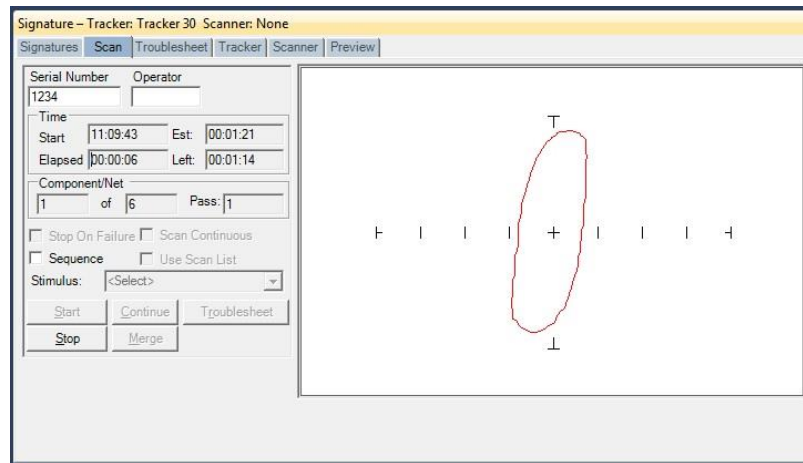 Signature – Tracker: Tracker 30 Scanner: None
Signatures Scan Troublesheet Tracker Scanner Preview
Serial Number Operator
1234
Time
Start 11:09:43 Est: 00:01:21
Elapsed 00:00:06 Left: 00:01:14
Component/Net
1 of 6 Pass: 1
Stop On Failure Scan Continuous
Sequence Use Scan List
Stimulus: <Select>
Start Continue Troublesheet
Stop Merge